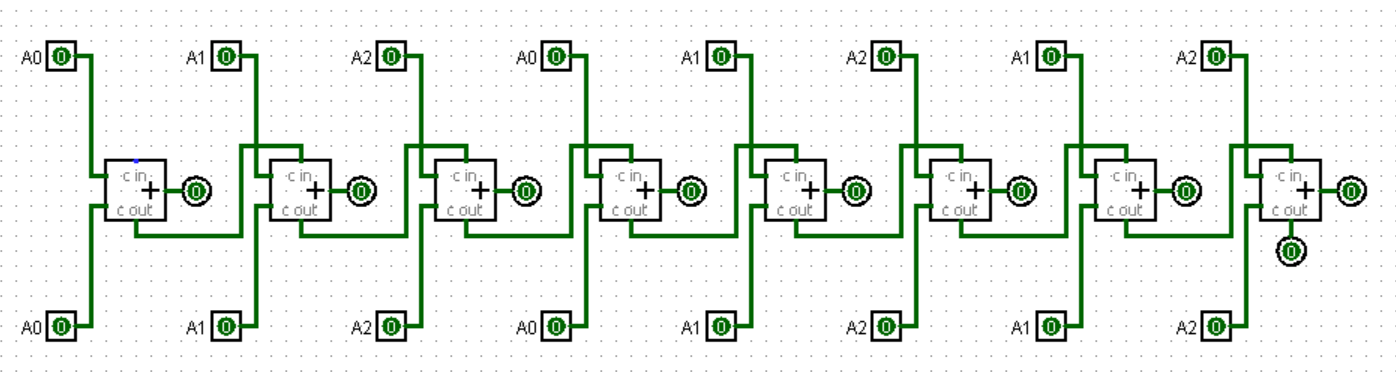 A0 0 A1 0 A2 0 A0 0 A1 0 A2 0 A1 0 A2 0
c in c in c in c in c in c in c in c in
+ 0 + 0 + 0 + 0 + 0 + 0 + 0 + 0
c out c out c out c out c out c out c out c out
0
A0 0 A1 0 A2 0 A0 0 A1 0 A2 0 A1 0 A2 0